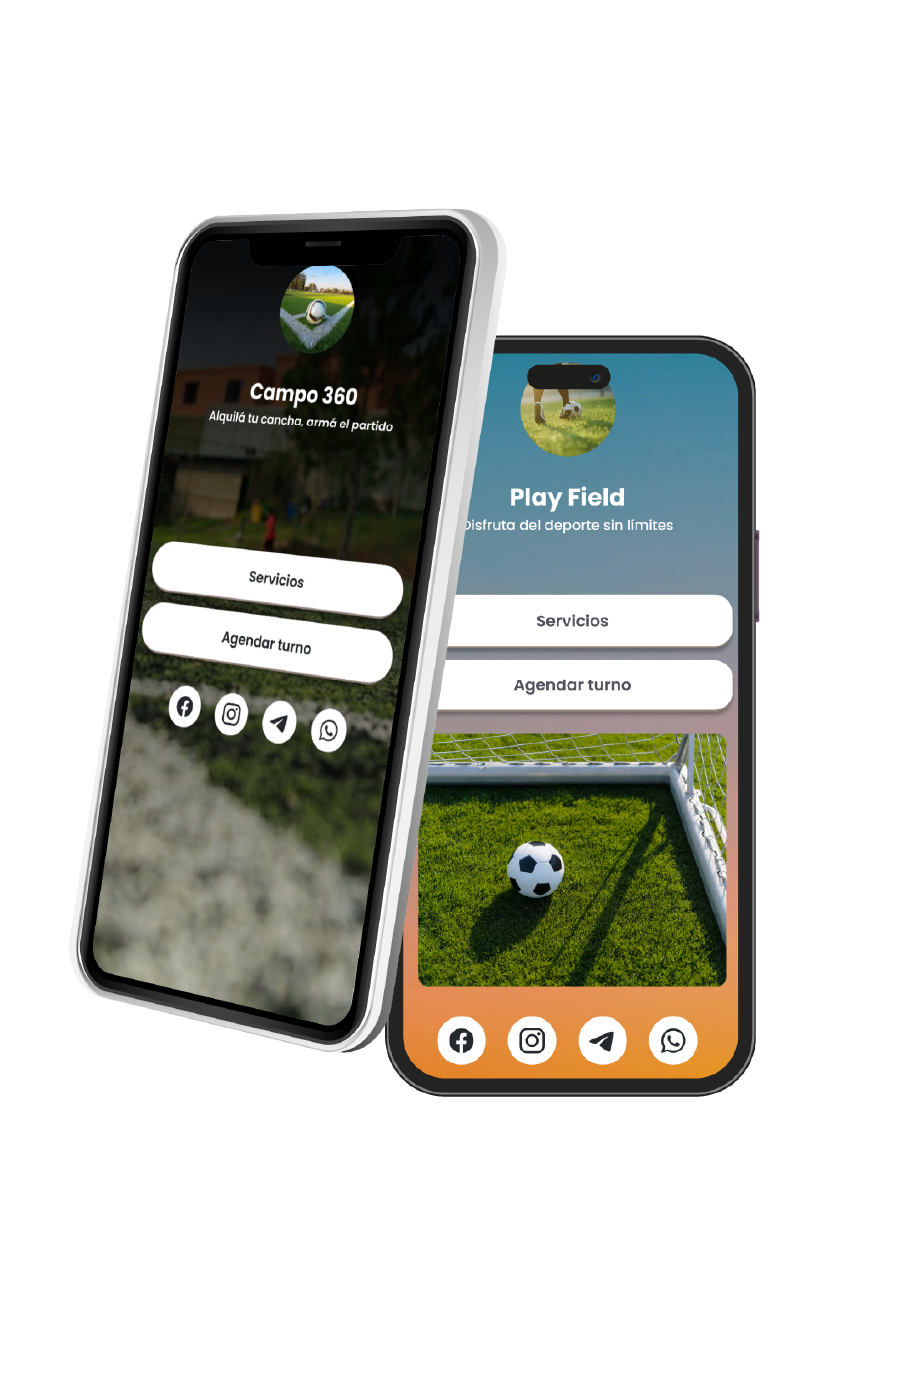 Campo 360
Alquilá tu cancha, armá el partido
Servicios
Agendar turno
Play Field
Disfruta del deporte sin límites
Servicios
Agendar turno